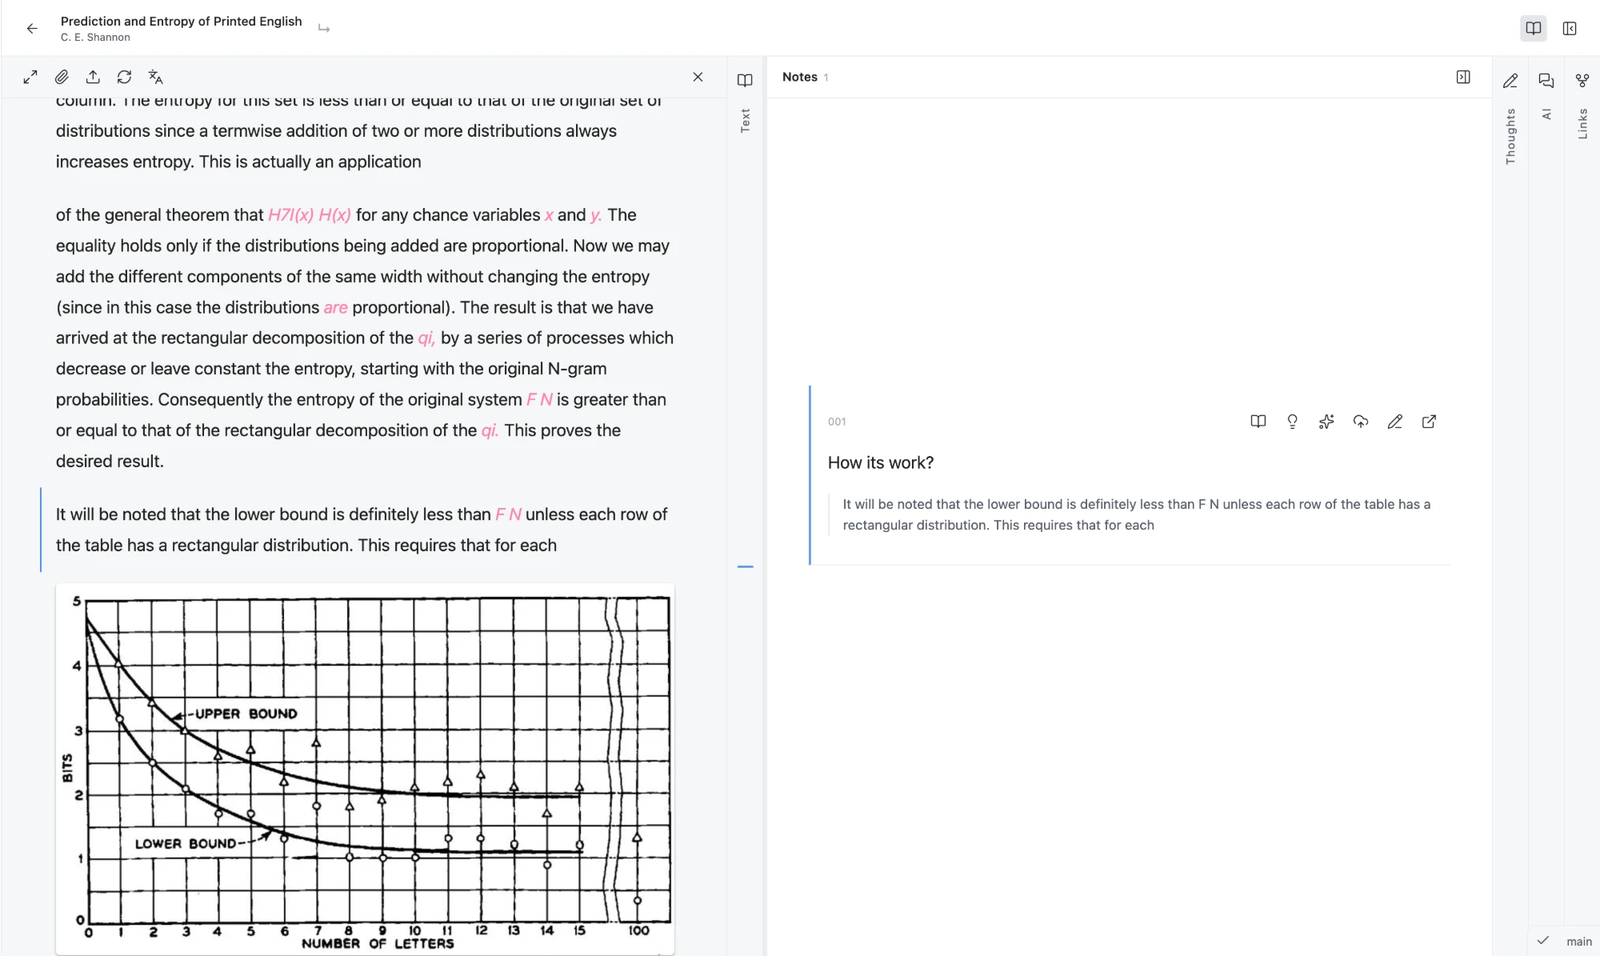 Prediction and Entropy of Printed English
C. E. Shannon
column. The entropy for this set is less than or equal to that of the original set of
distributions since a termwise addition of two or more distributions always
increases entropy. This is actually an application
of the general theorem that H7I(x) H(x) for any chance variables x and y. The
equality holds only if the distributions being added are proportional. Now we may
add the different components of the same width without changing the entropy
(since in this case the distributions are proportional). The result is that we have
arrived at the rectangular decomposition of the qi, by a series of processes which
decrease or leave constant the entropy, starting with the original N-gram
probabilities. Consequently the entropy of the original system F N is greater than
or equal to that of the rectangular decomposition of the qi. This proves the
desired result.
It will be noted that the lower bound is definitely less than F N unless each row of
the table has a rectangular distribution. This requires that for each
5
4
3
2
1
0
BITS
UPPER BOUND
LOWER BOUND
0 1 2 3 4 5 6 7 8 9 10 11 12 13 14 15 100
NUMBER OF LETTERS
Text
Notes 1
001
How its work?
It will be noted that the lower bound is definitely less than F N unless each row of the table has a
rectangular distribution. This requires that for each
Thoughts
AI
Links
main